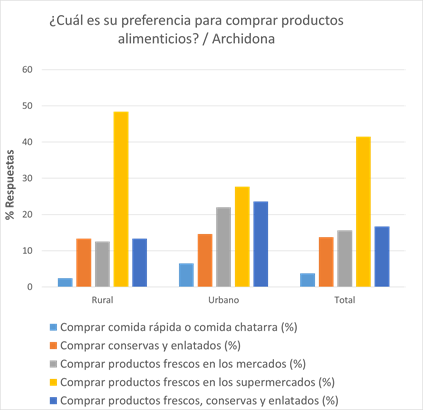 ¿Cuál es su preferencia para comprar productos
alimenticios? / Archidona
60
50
40
30
20
10
0
% Respuestas
Rural
Urbano
Total
Comprar comida rápida o comida chatarra (%)
Comprar conservas y enlatados (%)
Comprar productos frescos en los mercados (%)
Comprar productos frescos en los supermercados (%)
Comprar productos frescos, conservas y enlatados (%)